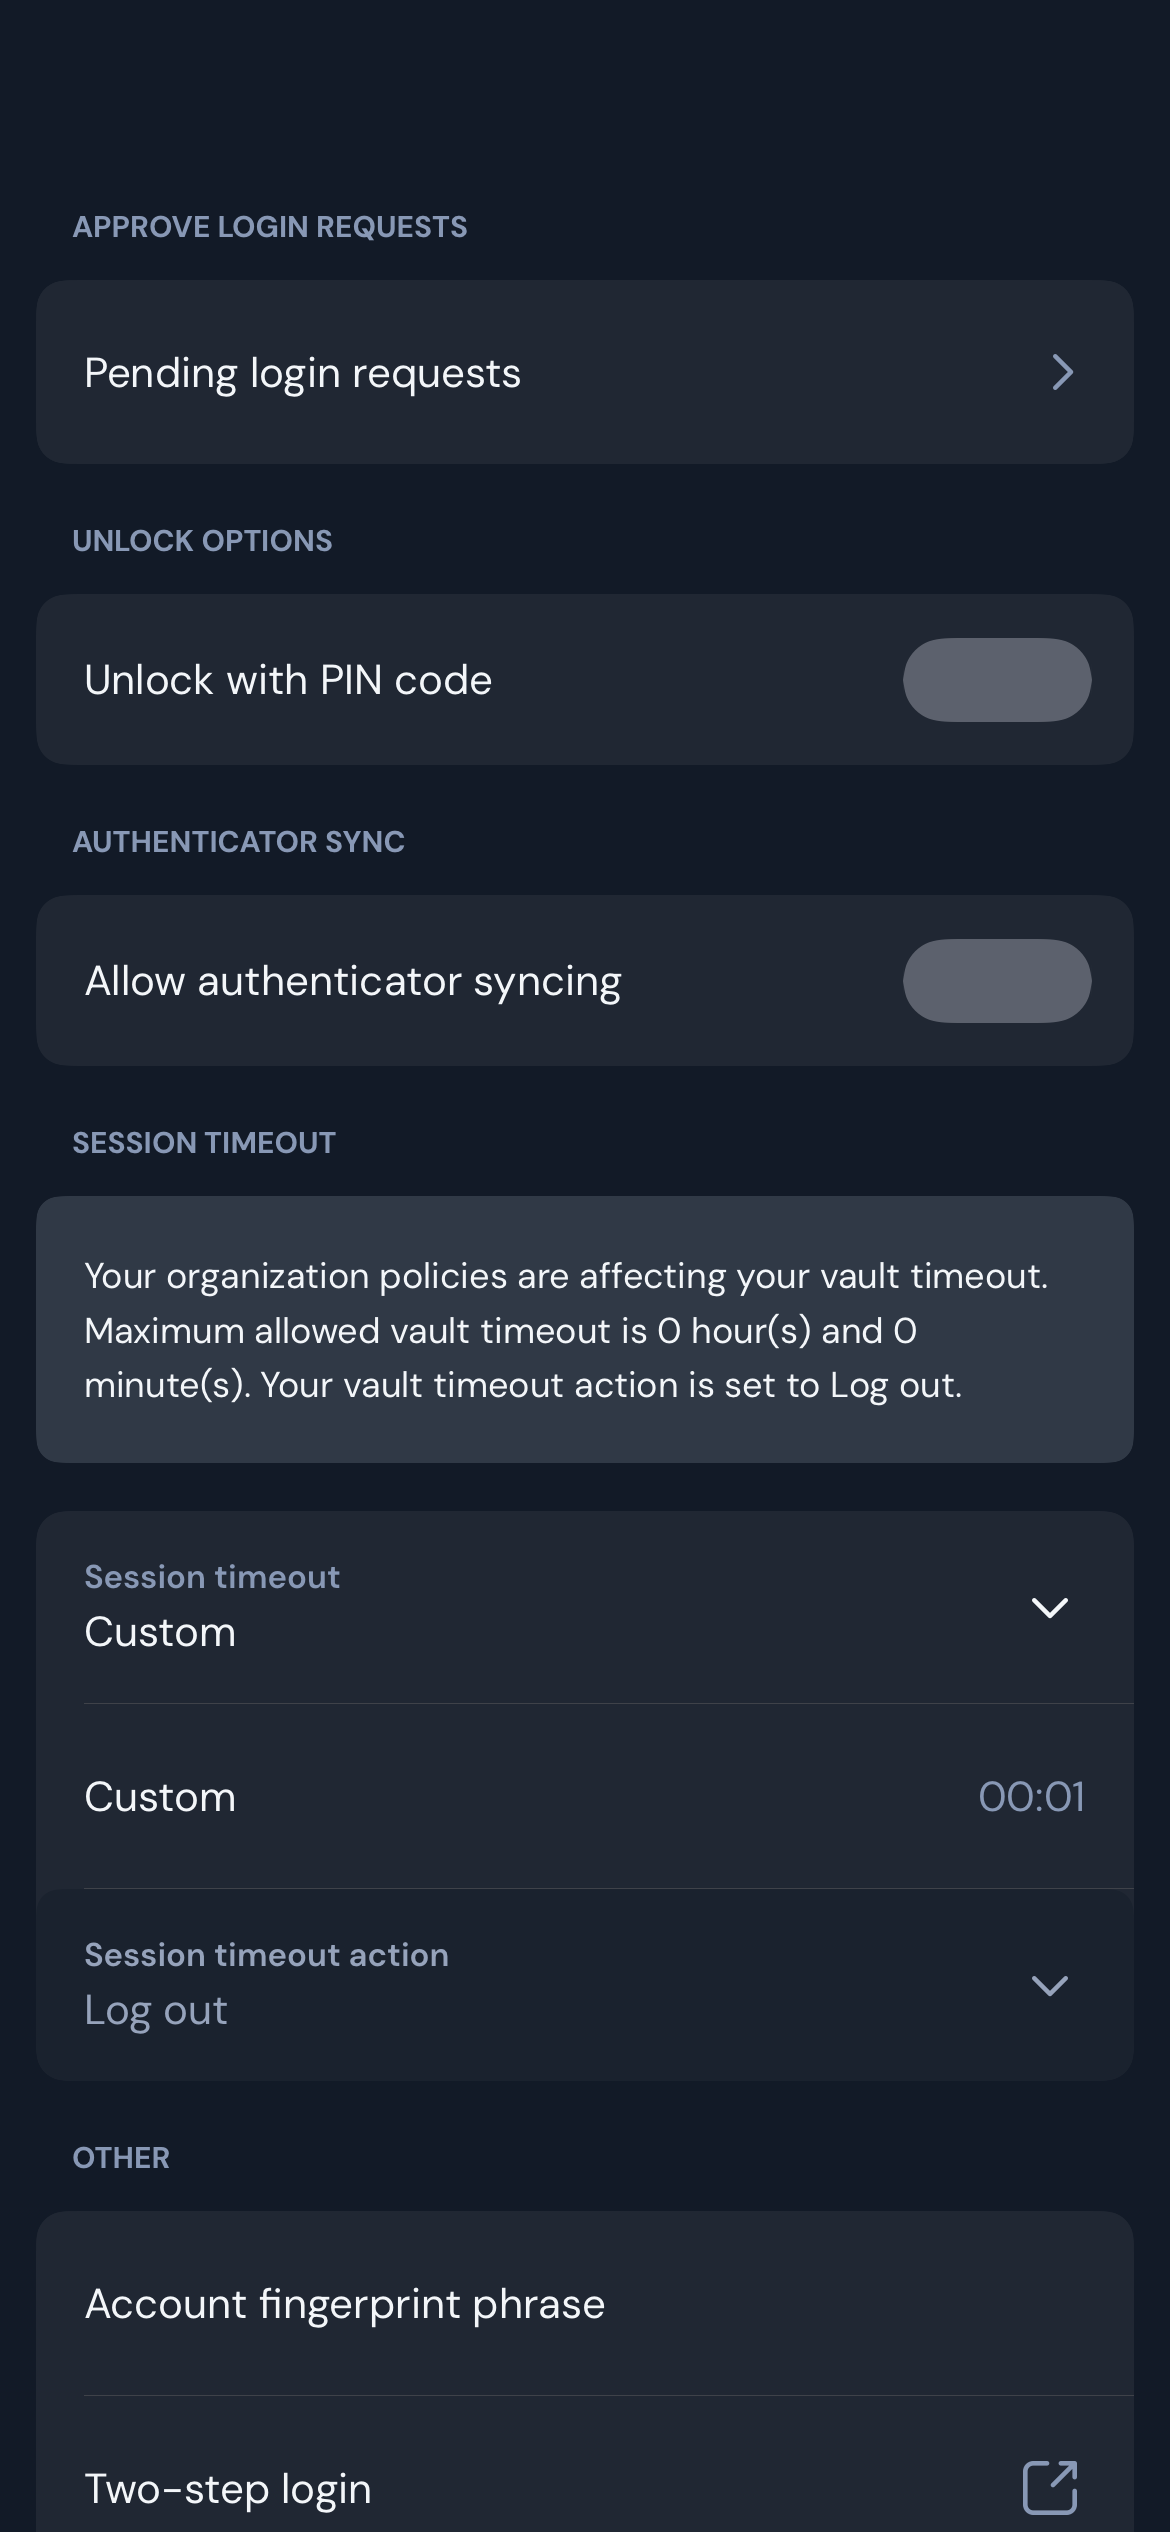 APPROVE LOGIN REQUESTS
Pending login requests
UNLOCK OPTIONS
Unlock with PIN code
AUTHENTICATOR SYNC
Allow authenticator syncing
SESSION TIMEOUT
Your organization policies are affecting your vault timeout.
Maximum allowed vault timeout is 0 hour(s) and 0
minute(s). Your vault timeout action is set to Log out.
Session timeout
Custom
Custom 00:01
Session timeout action
Log out
OTHER
Account fingerprint phrase
Two-step login